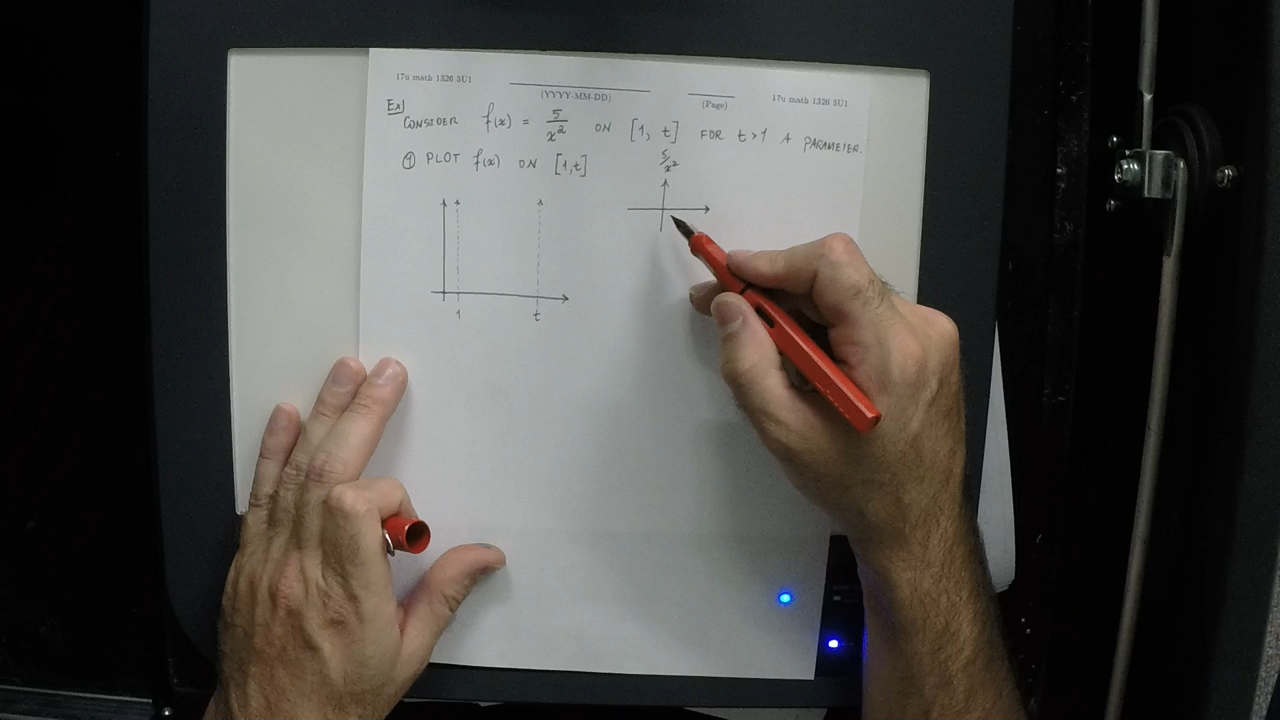 17u math 1326 5U1 (YYYY-MM-DD) (Page) 17u math 1326 5U1
Ex) CONSIDER f(x) = 5/x² ON [1, t] FOR t > 1 A PARAMETER.
① PLOT f(x) ON [1,t]
5/x²
1 t